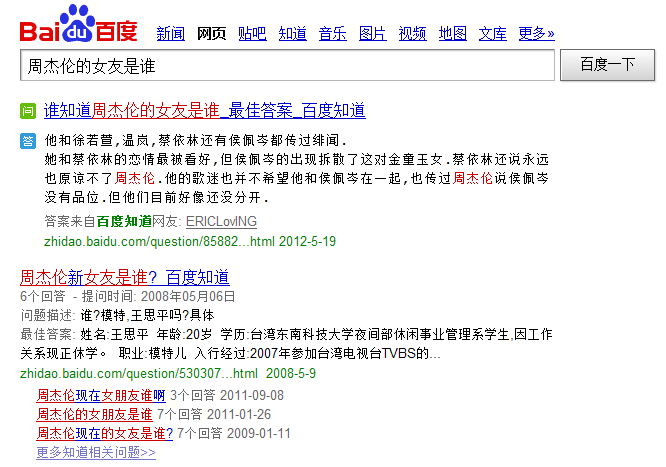 Bai du 百度 新闻 网页 贴吧 知道 音乐 图片 视频 地图 文库 更多»
周杰伦的女友是谁 百度一下
问 谁知道周杰伦的女友是谁_最佳答案_百度知道
答 他和徐若萱,温岚,蔡依林还有侯佩岑都传过绯闻.
她和蔡依林的恋情最被看好,但侯佩岑的出现拆散了这对金童玉女.蔡依林还说永远
也原谅不了周杰伦.他的歌迷也并不希望他和侯佩岑在一起,也传过周杰伦说侯佩岑
没有品位.但他们目前好像还没分开.
答案来自百度知道网友: ERICLovING
zhidao.baidu.com/question/85882...html 2012-5-19
周杰伦新女友是谁? 百度知道
6个回答 - 提问时间: 2008年05月06日
问题描述: 谁?模特,王思平吗?具体
最佳答案: 姓名:王思平 年龄:20岁 学历:台湾东南科技大学夜间部休闲事业管理系学生,因工作
关系现正休学。 职业:模特儿 入行经过:2007年参加台湾电视台TVBS的...
zhidao.baidu.com/question/530307...html 2008-5-9
周杰伦现在女朋友谁啊 3个回答 2011-09-08
周杰伦的女朋友是谁 7个回答 2011-01-26
周杰伦现在的女友是谁? 7个回答 2009-01-11
更多知道相关问题>>